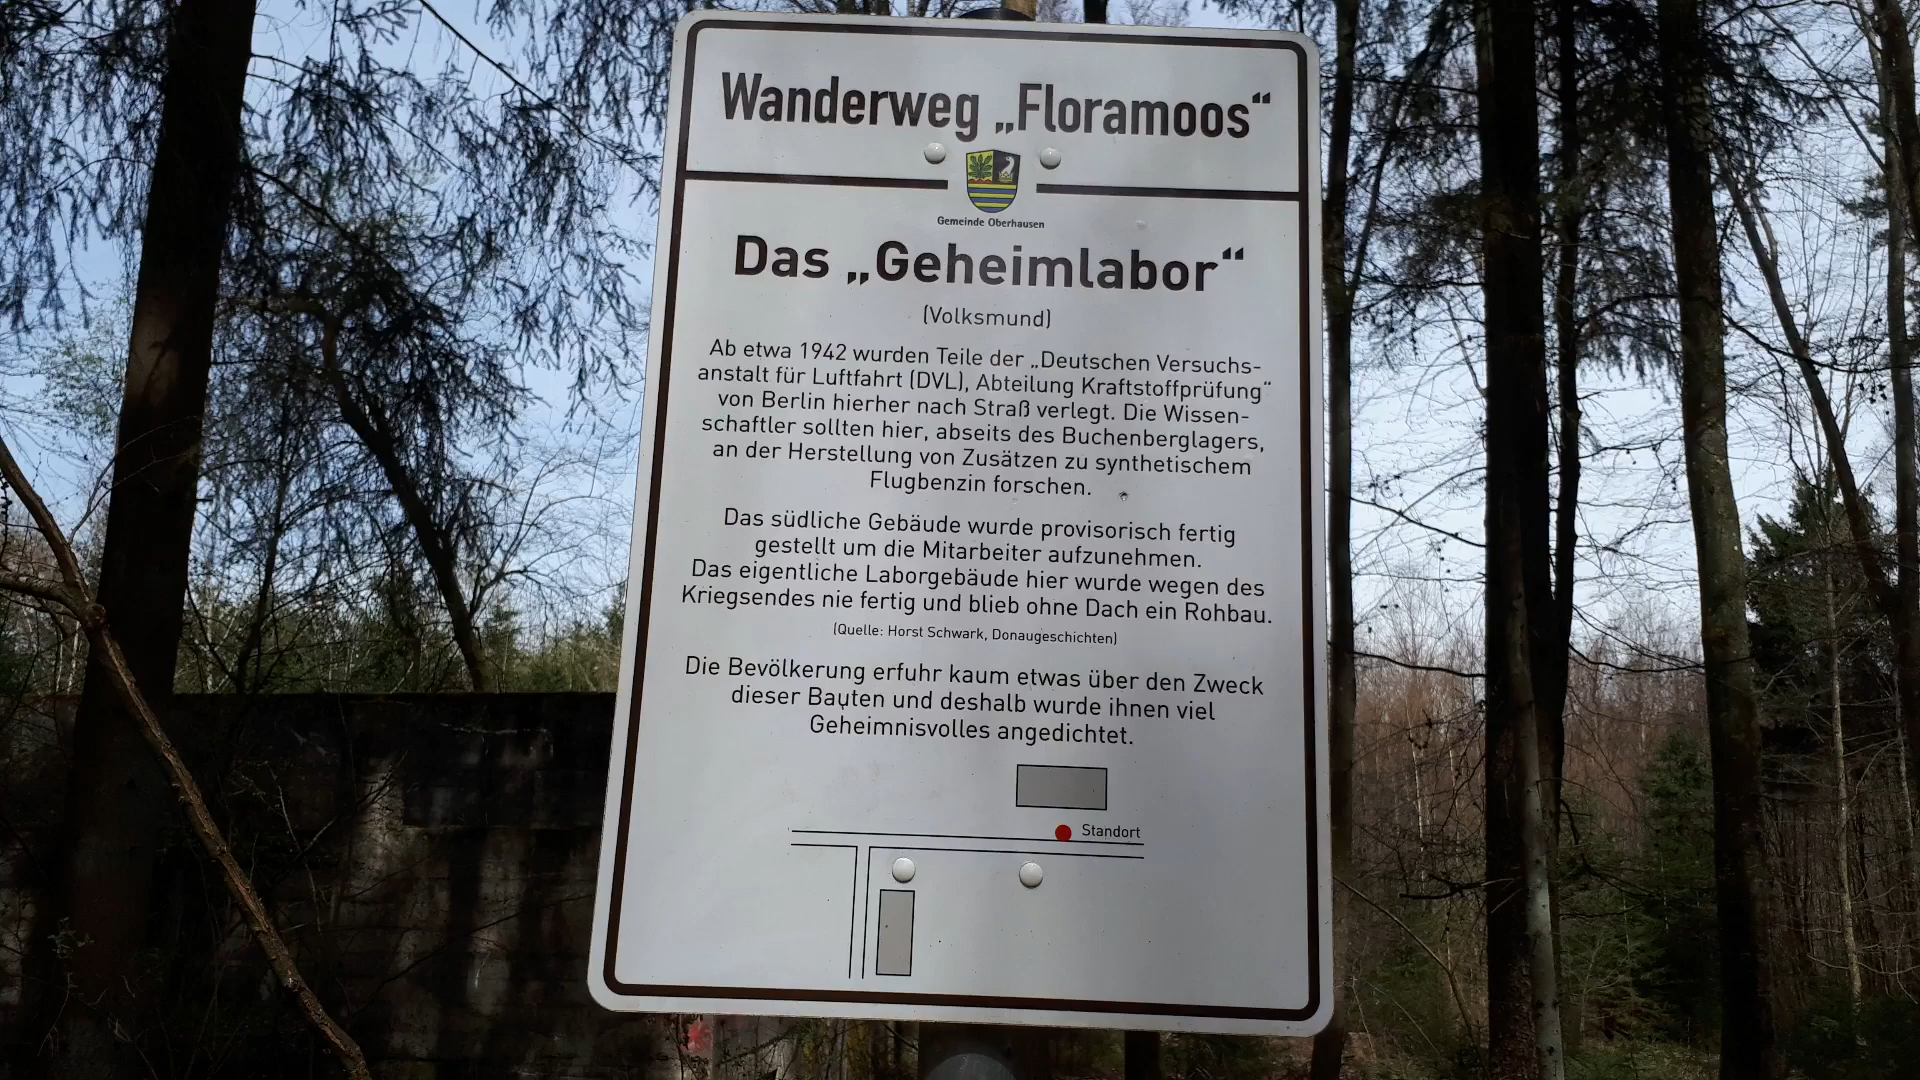 Wanderweg „Floramoos“
Gemeinde Oberhausen
Das „Geheimlabor“
(Volksmund)
Ab etwa 1942 wurden Teile der „Deutschen Versuchs-
anstalt für Luftfahrt (DVL), Abteilung Kraftstoffprüfung“
von Berlin hierher nach Straß verlegt. Die Wissen-
schaftler sollten hier, abseits des Buchenberglagers,
an der Herstellung von Zusätzen zu synthetischem
Flugbenzin forschen.
Das südliche Gebäude wurde provisorisch fertig
gestellt um die Mitarbeiter aufzunehmen.
Das eigentliche Laborgebäude hier wurde wegen des
Kriegsendes nie fertig und blieb ohne Dach ein Rohbau.
(Quelle: Horst Schwark, Donaugeschichten)
Die Bevölkerung erfuhr kaum etwas über den Zweck
dieser Bauten und deshalb wurde ihnen viel
Geheimnisvolles angedichtet.
Standort